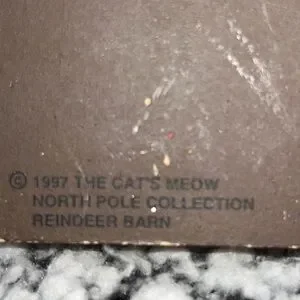 © 1997 THE CAT'S MEOW
NORTH POLE COLLECTION
REINDEER BARN